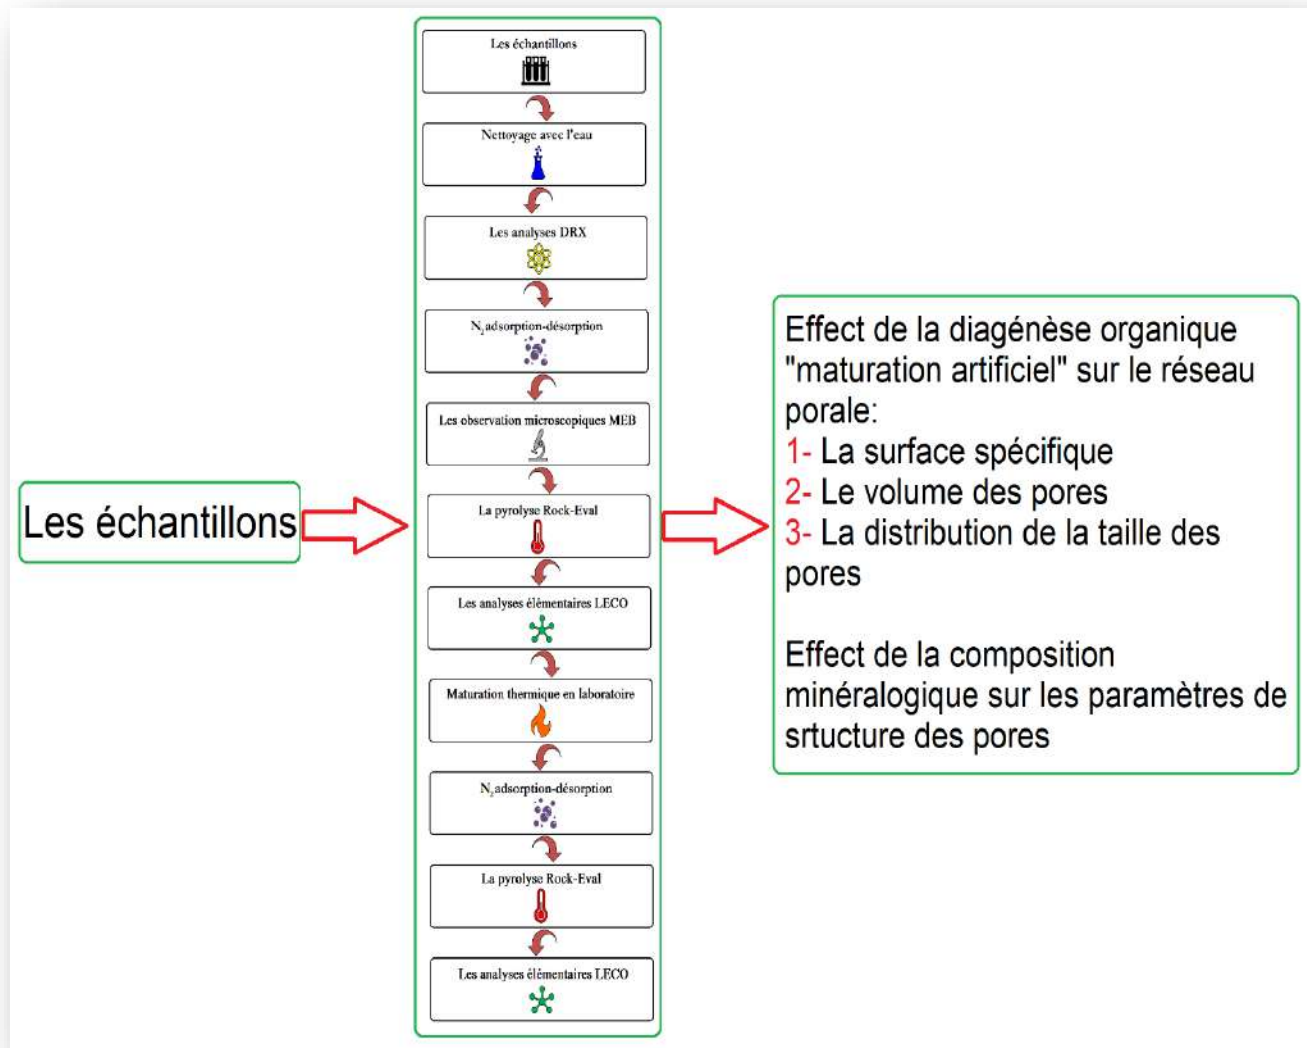 Les échantillons
Les échantillons
Nettoyage avec l'eau
Les analyses DRX
N₂adsorption-désorption
Les observation microscopiques MEB
La pyrolyse Rock-Eval
Les analyses élémentaires LECO
Maturation thermique en laboratoire
N₂adsorption-désorption
La pyrolyse Rock-Eval
Les analyses élémentaires LECO
Effect de la diagénèse organique
"maturation artificiel" sur le réseau
porale:
1- La surface spécifique
2- Le volume des pores
3- La distribution de la taille des
pores
Effect de la composition
minéralogique sur les paramètres de
srtucture des pores